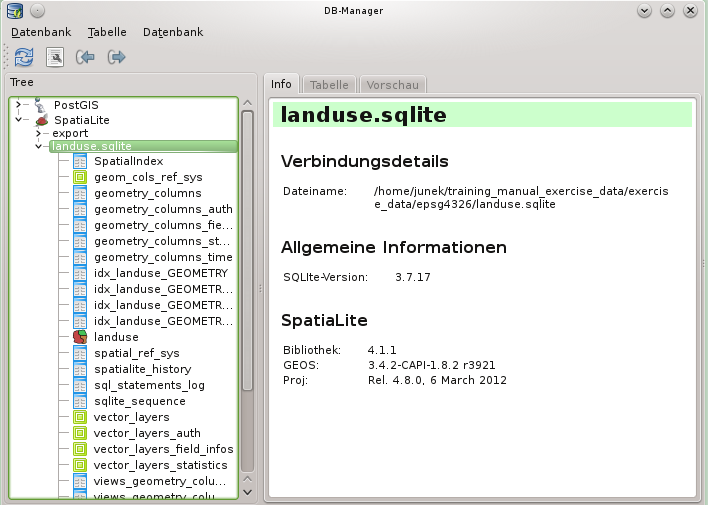 DB-Manager
Datenbank Tabelle Datenbank
Tree
PostGIS
SpatiaLite
export
landuse.sqlite
SpatialIndex
geom_cols_ref_sys
geometry_columns
geometry_columns_auth
geometry_columns_fie...
geometry_columns_st...
geometry_columns_time
idx_landuse_GEOMETRY
idx_landuse_GEOMETR...
idx_landuse_GEOMETR...
idx_landuse_GEOMETR...
landuse
spatial_ref_sys
spatialite_history
sql_statements_log
sqlite_sequence
vector_layers
vector_layers_auth
vector_layers_field_infos
vector_layers_statistics
views_geometry_colu...
views_geometry_colu...
Info Tabelle Vorschau
landuse.sqlite
Verbindungsdetails
Dateiname: /home/junek/training_manual_exercise_data/exercis
e_data/epsg4326/landuse.sqlite
Allgemeine Informationen
SQLIte-Version: 3.7.17
SpatiaLite
Bibliothek: 4.1.1
GEOS: 3.4.2-CAPI-1.8.2 r3921
Proj: Rel. 4.8.0, 6 March 2012